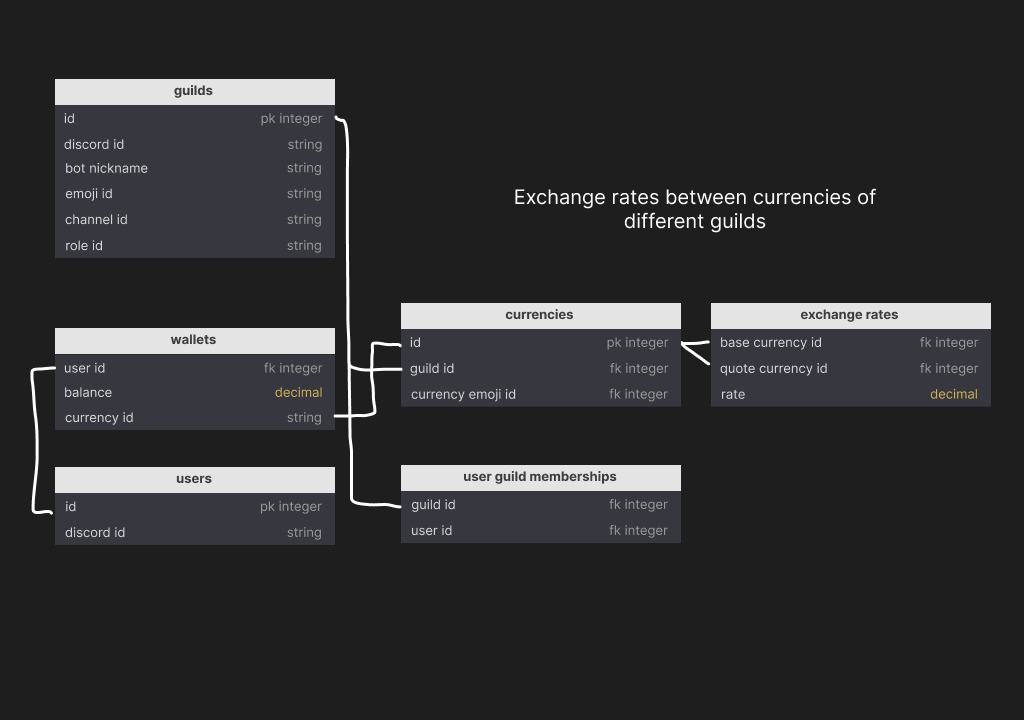 guilds
id pk integer
discord id string
bot nickname string
emoji id string
channel id string
role id string
Exchange rates between currencies of
different guilds
wallets
user id fk integer
balance decimal
currency id string
users
id pk integer
discord id string
currencies
id pk integer
guild id fk integer
currency emoji id fk integer
user guild memberships
guild id fk integer
user id fk integer
exchange rates
base currency id fk integer
quote currency id fk integer
rate decimal